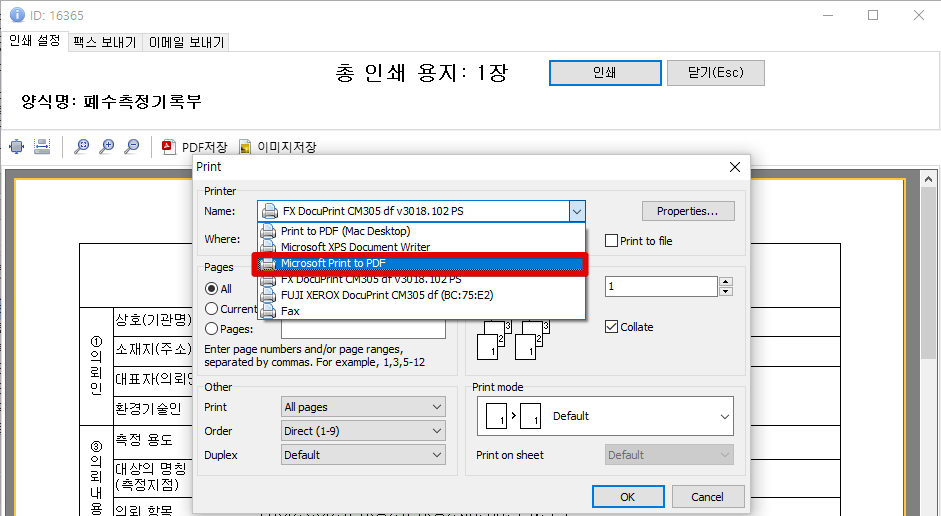 ID: 16365
인쇄 설정 팩스 보내기 이메일 보내기
총 인쇄 용지: 1장
인쇄 닫기(Esc)
양식명: 폐수측정기록부
PDF저장 이미지저장
Print
Printer
Name: FX DocuPrint CM305 df v3018.102 PS Properties...
Print to PDF (Mac Desktop)
Where: Print to file
Microsoft XPS Document Writer
Microsoft Print to PDF
FX DocuPrint CM305 df v3018.102 PS
FUJI XEROX DocuPrint CM305 df (BC:75:E2)
Fax
Pages
All
Current
Pages:
Enter page numbers and/or page ranges,
separated by commas. For example, 1,3,5-12
1
Collate
1 2 3 1 2 3
Other
Print All pages
Order Direct (1-9)
Duplex Default
Print mode
1 > 1 Default
Print on sheet Default
OK Cancel
①의뢰인
상호(기관명)
소재지(주소)
대표자(의뢰인
환경기술인
③의뢰내용
측정 용도
대상의 명칭
(측정지점)
의뢰 항목